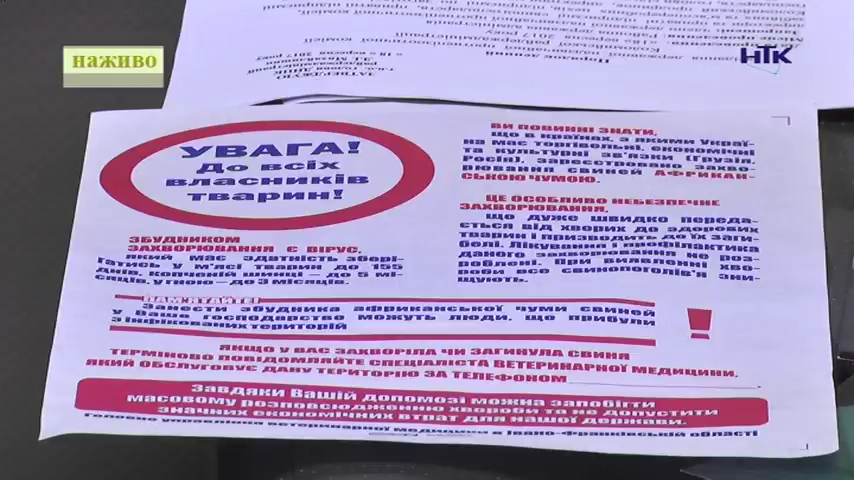 наживо
НТК
УВАГА!
До всіх
власників
тварин!
ЗБУДНИКОМ
ЗАХВОРЮВАННЯ Є ВІРУС,
який має здатність збері-
гатись у м'ясі тварин до 155
днів, копченій шинці – до 5 мі-
сяців, угною – до 3 місяців.
ВИ ПОВИННІ ЗНАТИ,
що в країнах, з якими Украї-
на має торгівельні, економічні
та культурні зв'язки (Грузія,
Росія), зареєстровано захво-
рювання свиней АФРИКАН-
СЬКОЮ ЧУМОЮ.
ЦЕ ОСОБЛИВО НЕБЕЗПЕЧНЕ
ЗАХВОРЮВАННЯ,
що дуже швидко переда-
ється від хворих до здорових
тварин і призводить до їх заги-
белі. Лікування і профілактика
даного захворювання не роз-
роблені. При виявленні хво-
роби все свинопоголів'я зни-
щують.
ПАМ'ЯТАЙТЕ!
Занести збудника африканської чуми свиней
у Ваше господарство можуть люди, що прибули
з інфікованих територій
!
ЯКЩО У ВАС ЗАХВОРІЛА ЧИ ЗАГИНУЛА СВИНЯ
ТЕРМІНОВО ПОВІДОМЛЯЙТЕ СПЕЦІАЛІСТА ВЕТЕРИНАРНОЇ МЕДИЦИНИ,
ЯКИЙ ОБСЛУГОВУЄ ДАНУ ТЕРИТОРІЮ ЗА ТЕЛЕФОНОМ
Завдяки Вашій допомозі можна запобігти
масовому розповсюдженню хвороби та не допустити
значних економічних втрат для нашої держави.
Головне управління ветеринарної медицини в Івано-Франківській області